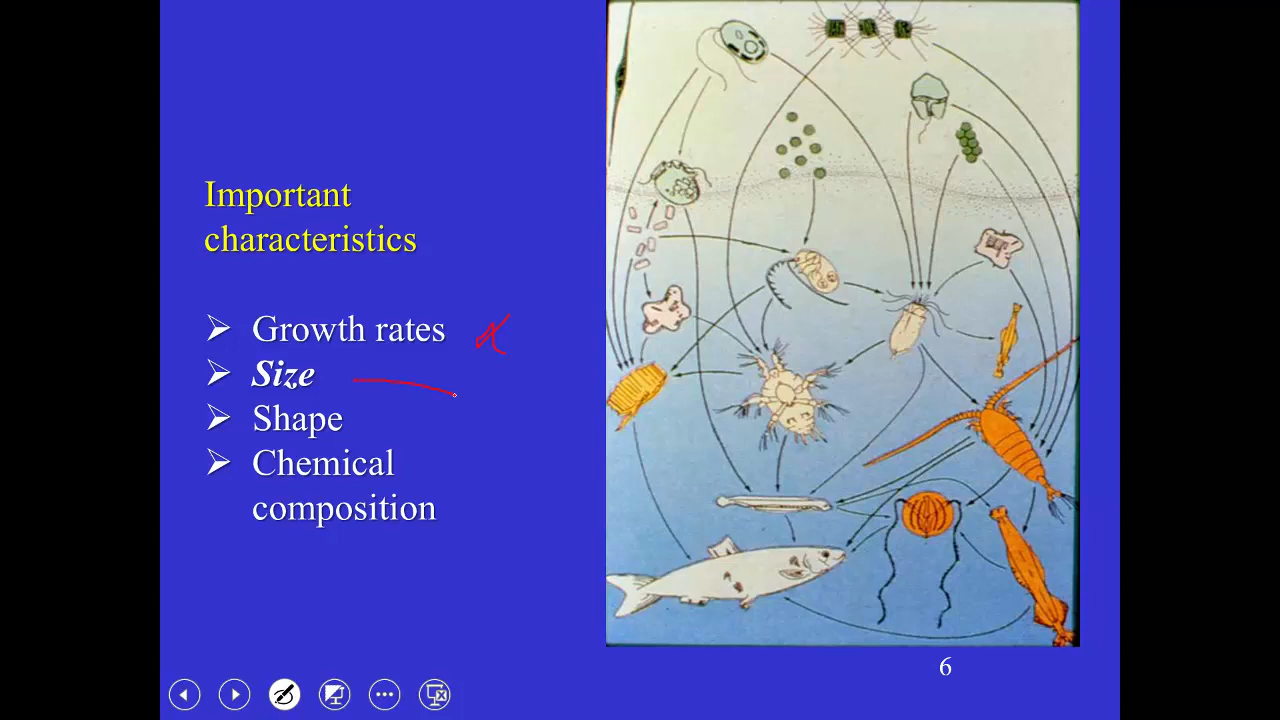 Important
characteristics
Growth rates
Size
Shape
Chemical
composition
6